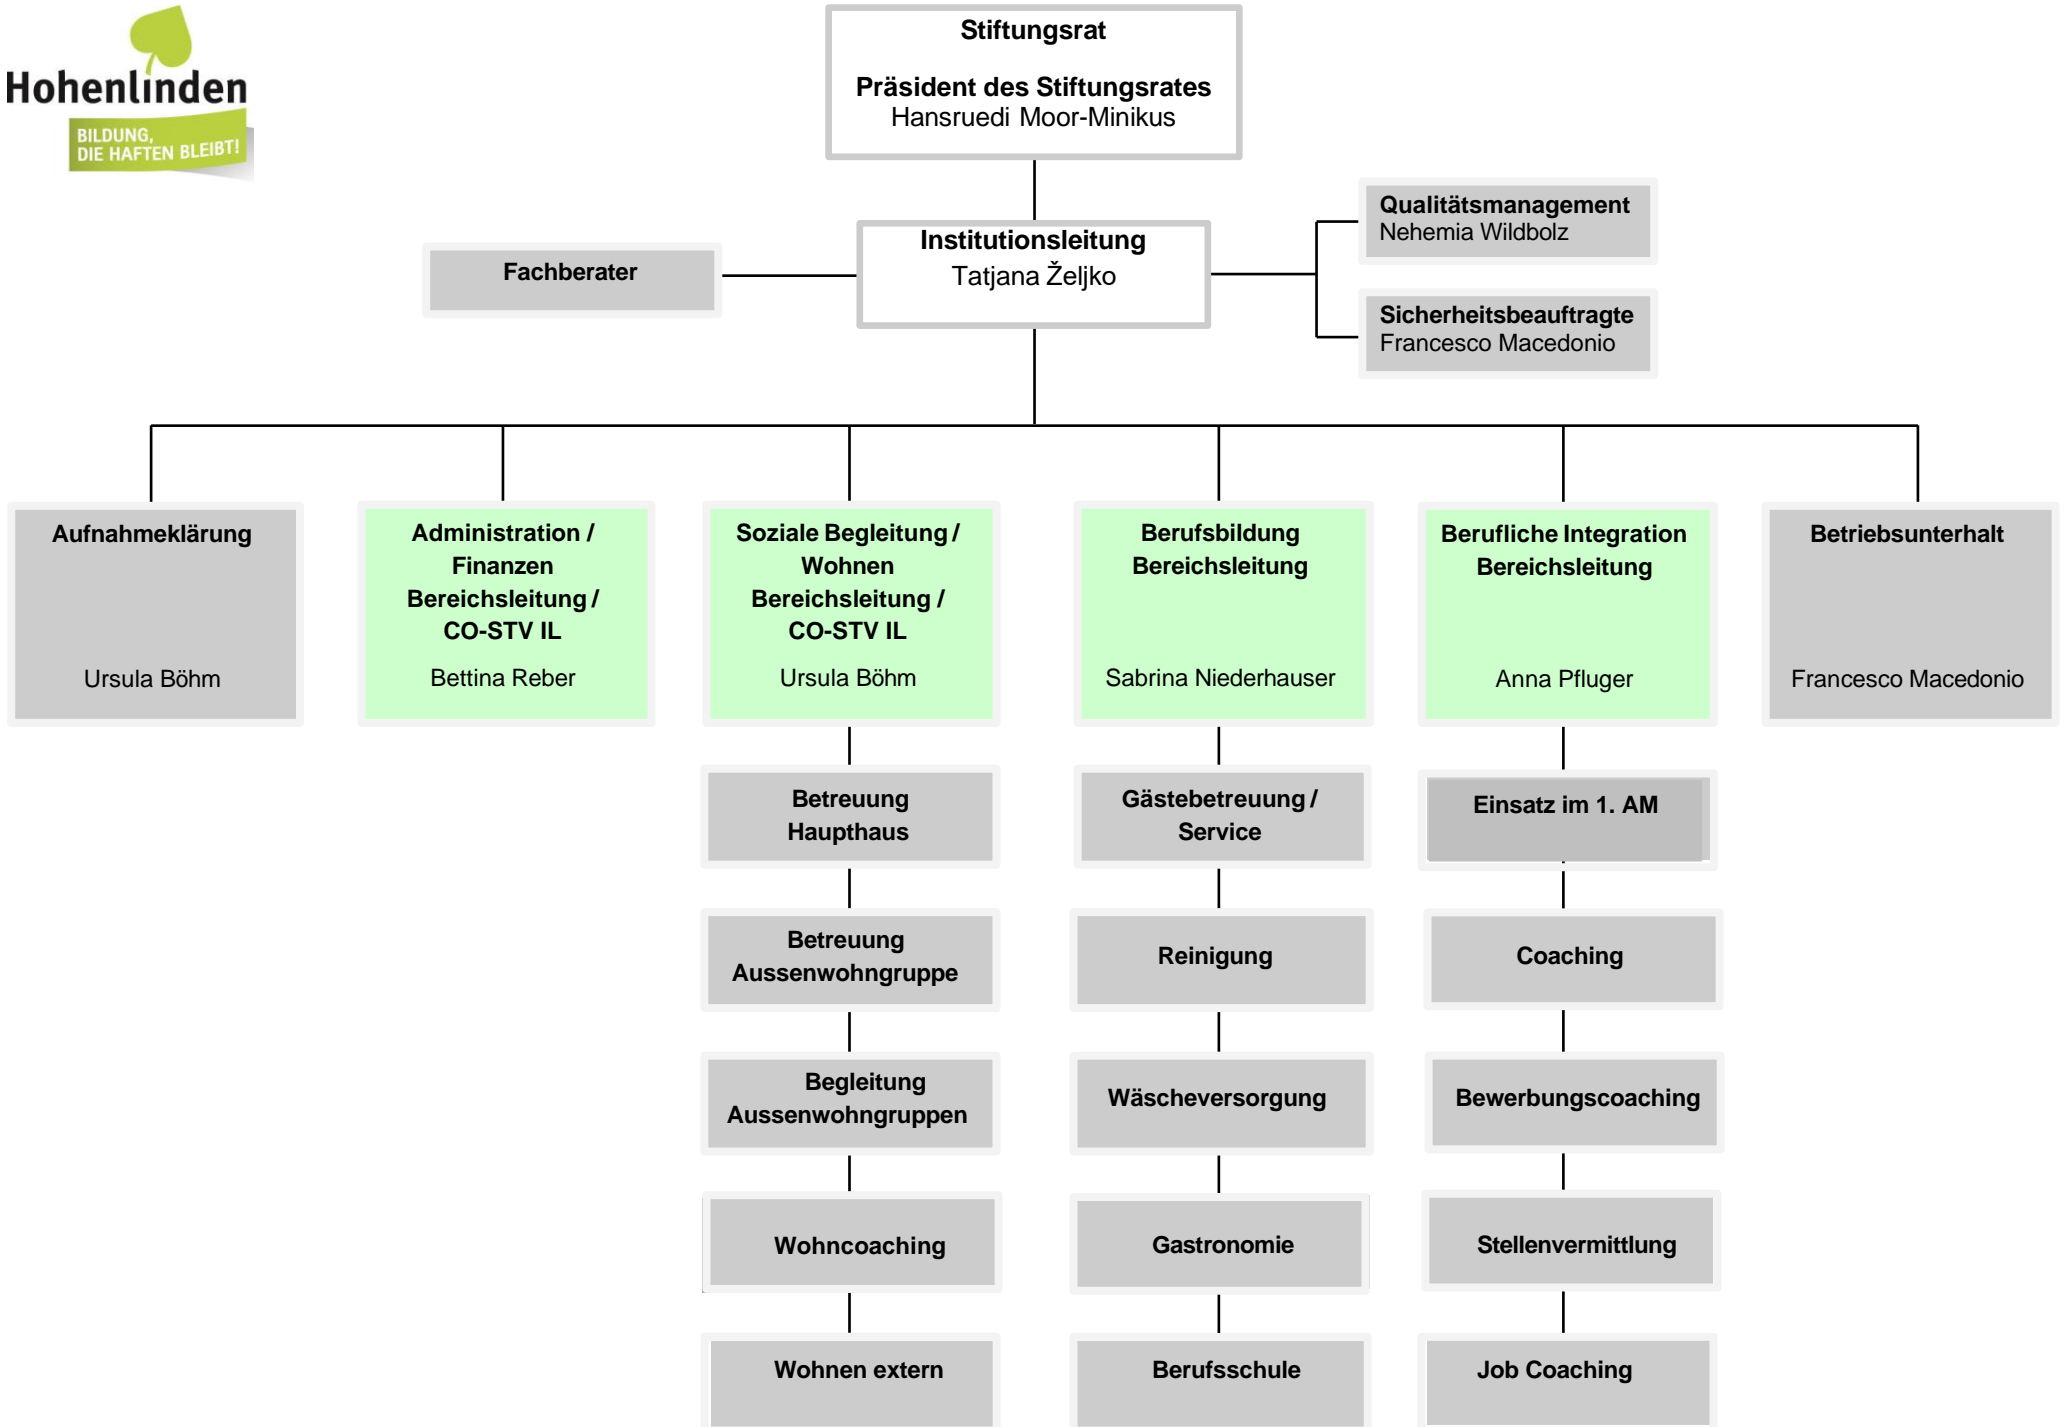 Hohenlinden
BILDUNG,
DIE HAFTEN BLEIBT!
Stiftungsrat
Präsident des Stiftungsrates
Hansruedi Moor-Minikus
Institutionsleitung
Tatjana Željko
Fachberater
Qualitätsmanagement
Nehemia Wildbolz
Sicherheitsbeauftragte
Francesco Macedonio
Aufnahmeklärung
Ursula Böhm
Administration /
Finanzen
Bereichsleitung /
CO-STV IL
Bettina Reber
Soziale Begleitung /
Wohnen
Bereichsleitung /
CO-STV IL
Ursula Böhm
Berufsbildung
Bereichsleitung
Sabrina Niederhauser
Berufliche Integration
Bereichsleitung
Anna Pfluger
Betriebsunterhalt
Francesco Macedonio
Betreuung
Haupthaus
Betreuung
Aussenwohngruppe
Begleitung
Aussenwohngruppen
Wohncoaching
Wohnen extern
Gästebetreuung /
Service
Reinigung
Wäscheversorgung
Gastronomie
Berufsschule
Einsatz im 1. AM
Coaching
Bewerbungscoaching
Stellenvermittlung
Job Coaching